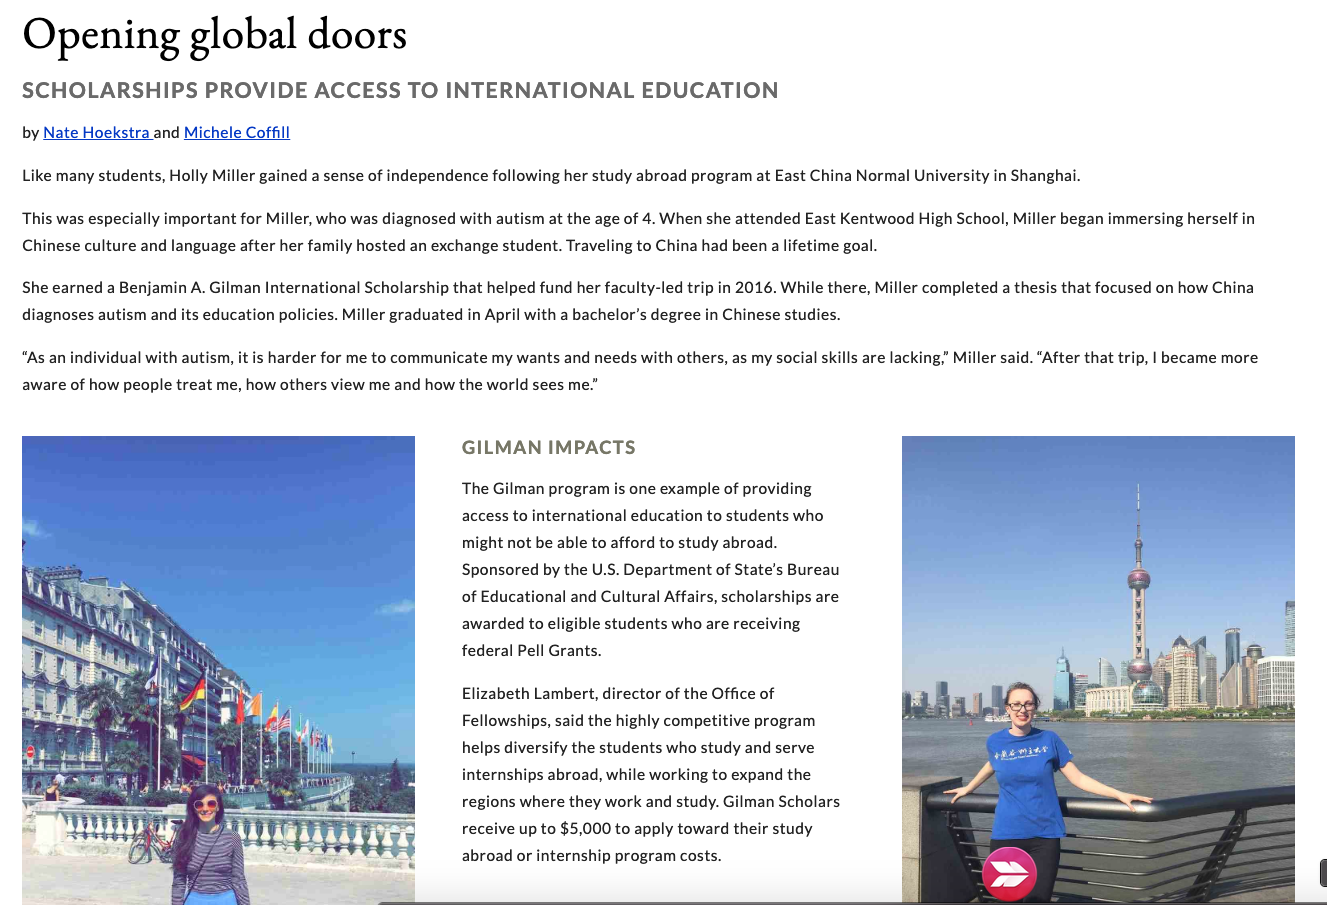 Opening global doors
SCHOLARSHIPS PROVIDE ACCESS TO INTERNATIONAL EDUCATION
by Nate Hoekstra and Michele Coffill
Like many students, Holly Miller gained a sense of independence following her study abroad program at East China Normal University in Shanghai.
This was especially important for Miller, who was diagnosed with autism at the age of 4. When she attended East Kentwood High School, Miller began immersing herself in
Chinese culture and language after her family hosted an exchange student. Traveling to China had been a lifetime goal.
She earned a Benjamin A. Gilman International Scholarship that helped fund her faculty-led trip in 2016. While there, Miller completed a thesis that focused on how China
diagnoses autism and its education policies. Miller graduated in April with a bachelor’s degree in Chinese studies.
“As an individual with autism, it is harder for me to communicate my wants and needs with others, as my social skills are lacking,” Miller said. “After that trip, I became more
aware of how people treat me, how others view me and how the world sees me.”
GILMAN IMPACTS
The Gilman program is one example of providing
access to international education to students who
might not be able to afford to study abroad.
Sponsored by the U.S. Department of State’s Bureau
of Educational and Cultural Affairs, scholarships are
awarded to eligible students who are receiving
federal Pell Grants.
Elizabeth Lambert, director of the Office of
Fellowships, said the highly competitive program
helps diversify the students who study and serve
internships abroad, while working to expand the
regions where they work and study. Gilman Scholars
receive up to $5,000 to apply toward their study
abroad or internship program costs.